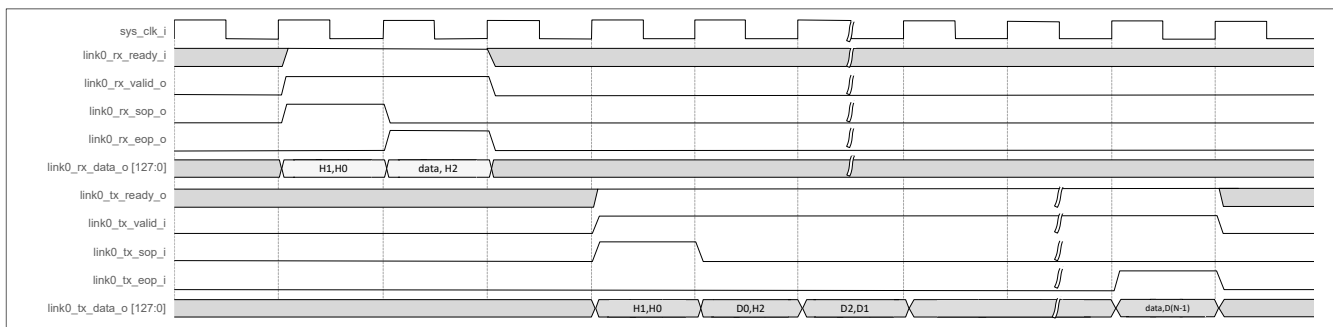 sys_clk_i
link0_rx_ready_i
link0_rx_valid_o
link0_rx_sop_o
link0_rx_eop_o
link0_rx_data_o [127:0] H1,H0 data, H2
link0_tx_ready_o
link0_tx_valid_i
link0_tx_sop_i
link0_tx_eop_i
link0_tx_data_o [127:0] H1,H0 D0,H2 D2,D1 data,D(N-1)